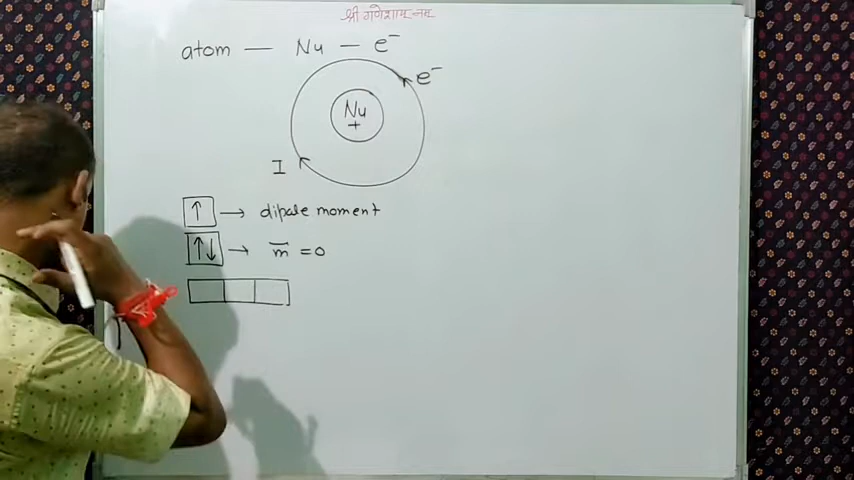 श्री गणेशाय नमः
atom — Nu — e⁻
e⁻
Nu
+
I
↑ → dipole moment
↑↓ → m̅ = 0